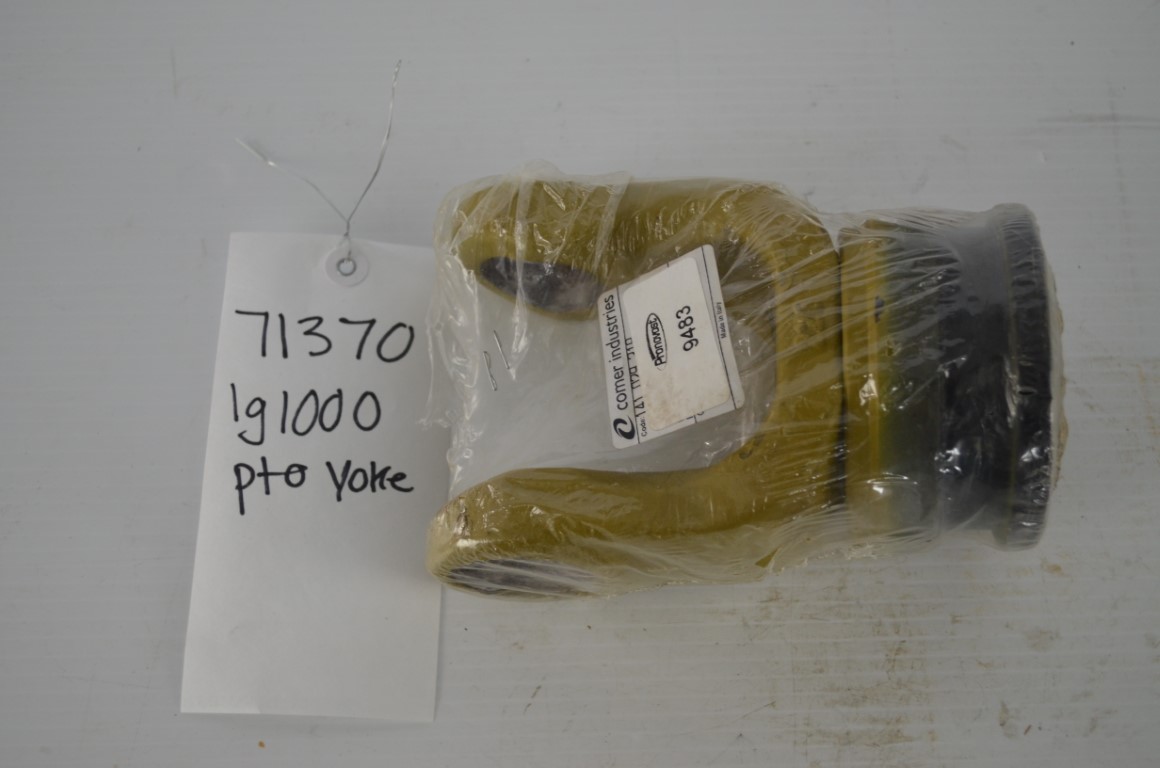 71370
lg1000
pto yoke
comer industries
Code:
Pronovost
9483
Made in Italy